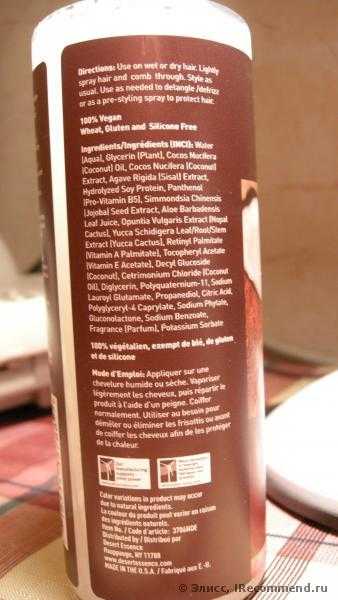 Directions: Use on wet or dry hair. Lightly
spray hair and comb through. Style as
usual. Use as needed to detangle /defrizz
or as a pre-styling spray to protect hair.
100% Vegan
Wheat, Gluten and Silicone Free
Ingredients/Ingrédients (INCI): Water
(Aqua), Glycerin (Plant), Cocos Nucifera
(Coconut) Oil, Cocos Nucifera (Coconut)
Extract, Agave Rigida (Sisal) Extract,
Hydrolyzed Soy Protein, Panthenol
(Pro-Vitamin B5), Simmondsia Chinensis
(Jojoba) Seed Extract, Aloe Barbadensis
Leaf Juice, Opuntia Vulgaris Extract (Nopal
Cactus), Yucca Schidigera Leaf/Root/Stem
Extract (Yucca Cactus), Retinyl Palmitate
(Vitamin A Palmitate), Tocopheryl Acetate
(Vitamin E Acetate), Decyl Glucoside
(Coconut), Cetrimonium Chloride (Coconut
Oil), Diglycerin, Polyquaternium-11, Sodium
Lauroyl Glutamate, Propanediol, Citric Acid,
Polyglyceryl-4 Caprylate, Sodium Phytate,
Gluconolactone, Sodium Benzoate,
Fragrance (Parfum), Potassium Sorbate
100% végétalien, exempt de blé, de gluten
et de silicone
Mode d'Emploi: Appliquer sur une
chevelure humide ou sèche. Vaporiser
légèrement les cheveux, puis répartir le
produit à l'aide d'un peigne. Coiffer
normalement. Utiliser au besoin pour
démêler ou éliminer les frisottis ou avant
de coiffer les cheveux afin de les protéger
de la chaleur.
Our
manufacturing
supports
wind power
Color variations in product may occur
due to natural ingredients.
La couleur du produit peut varier en raison
des ingrédients naturels.
Item No. / Code d'article: 3706NDE
Distributed by / Distribué par
Desert Essence
Hauppauge, NY 11788
www.desertessence.com
MADE IN THE U.S.A. / Fabriqué aux É.-U.
© Элисс, IRecommend.ru